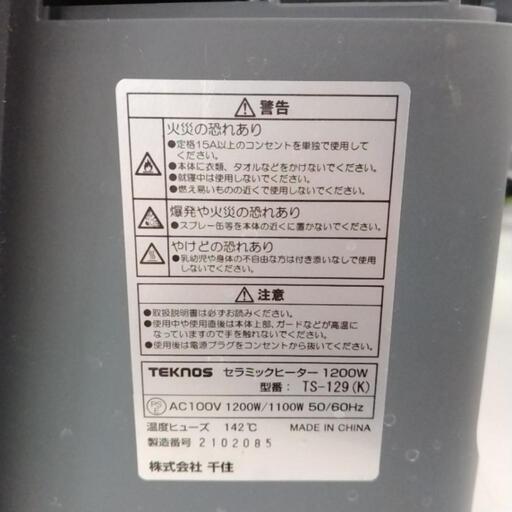 ⚠警告
火災の恐れあり
●定格15A以上のコンセントを単独で使用して
ください。
●本体に衣類、タオルなどをかけないでください。
●就寝中は使用しないでください。
●燃え易いものの近くで使用しないでください。
爆発や火災の恐れあり
●スプレー缶等を本体の近くに置かないでください。
やけどの恐れあり
●乳幼児や身体の不自由な方は付き添いなしで使用
しないでください。
⚠注意
●取扱説明書は必ずお読みください。
●使用中や使用直後は本体上部、ガードなどが高温に
なっていますので手を触れないでください。
●使用後は電源プラグをコンセントから抜いてください。
TEKNOS セラミックヒーター 1200W
型番: TS-129(K)
PSE AC100V 1200W/1100W 50/60Hz
温度ヒューズ 142℃ MADE IN CHINA
製造番号 2102085
株式会社 千住